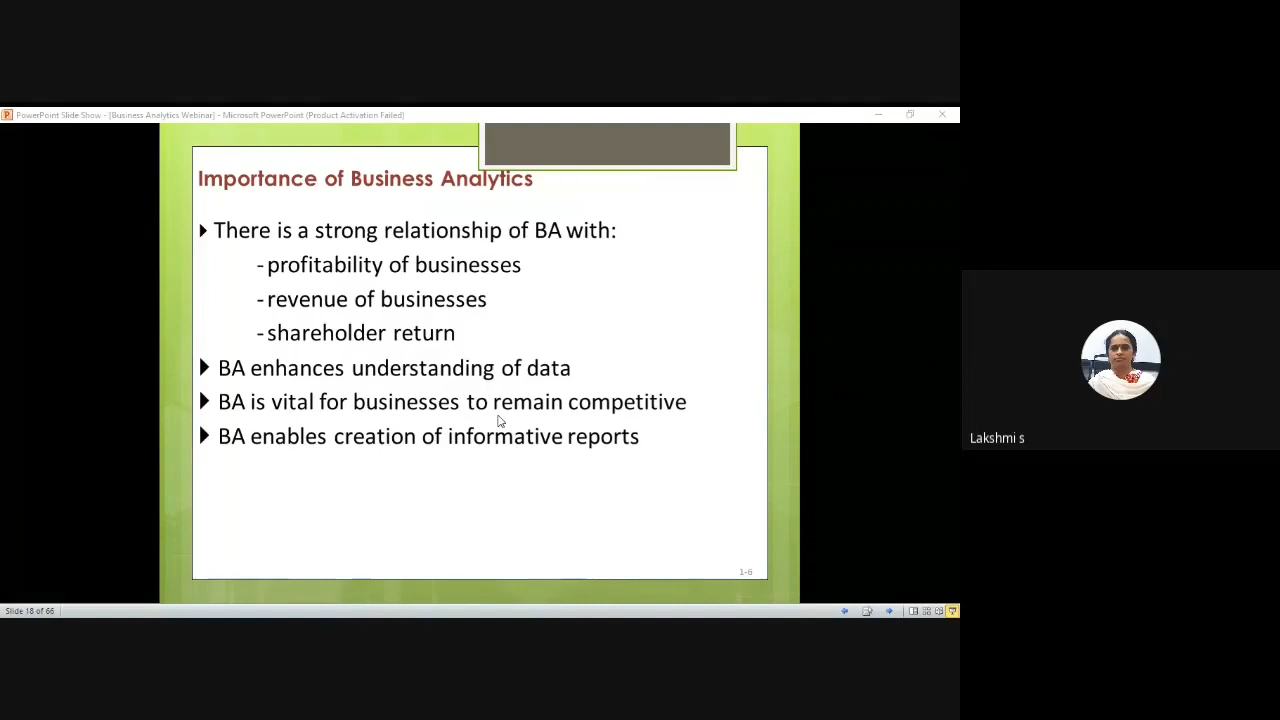 PowerPoint Slide Show - [Business Analytics Webinar] - Microsoft PowerPoint (Product Activation Failed)
Importance of Business Analytics
There is a strong relationship of BA with:
- profitability of businesses
- revenue of businesses
- shareholder return
BA enhances understanding of data
BA is vital for businesses to remain competitive
BA enables creation of informative reports
1-6
Slide 18 of 66
Lakshmi s